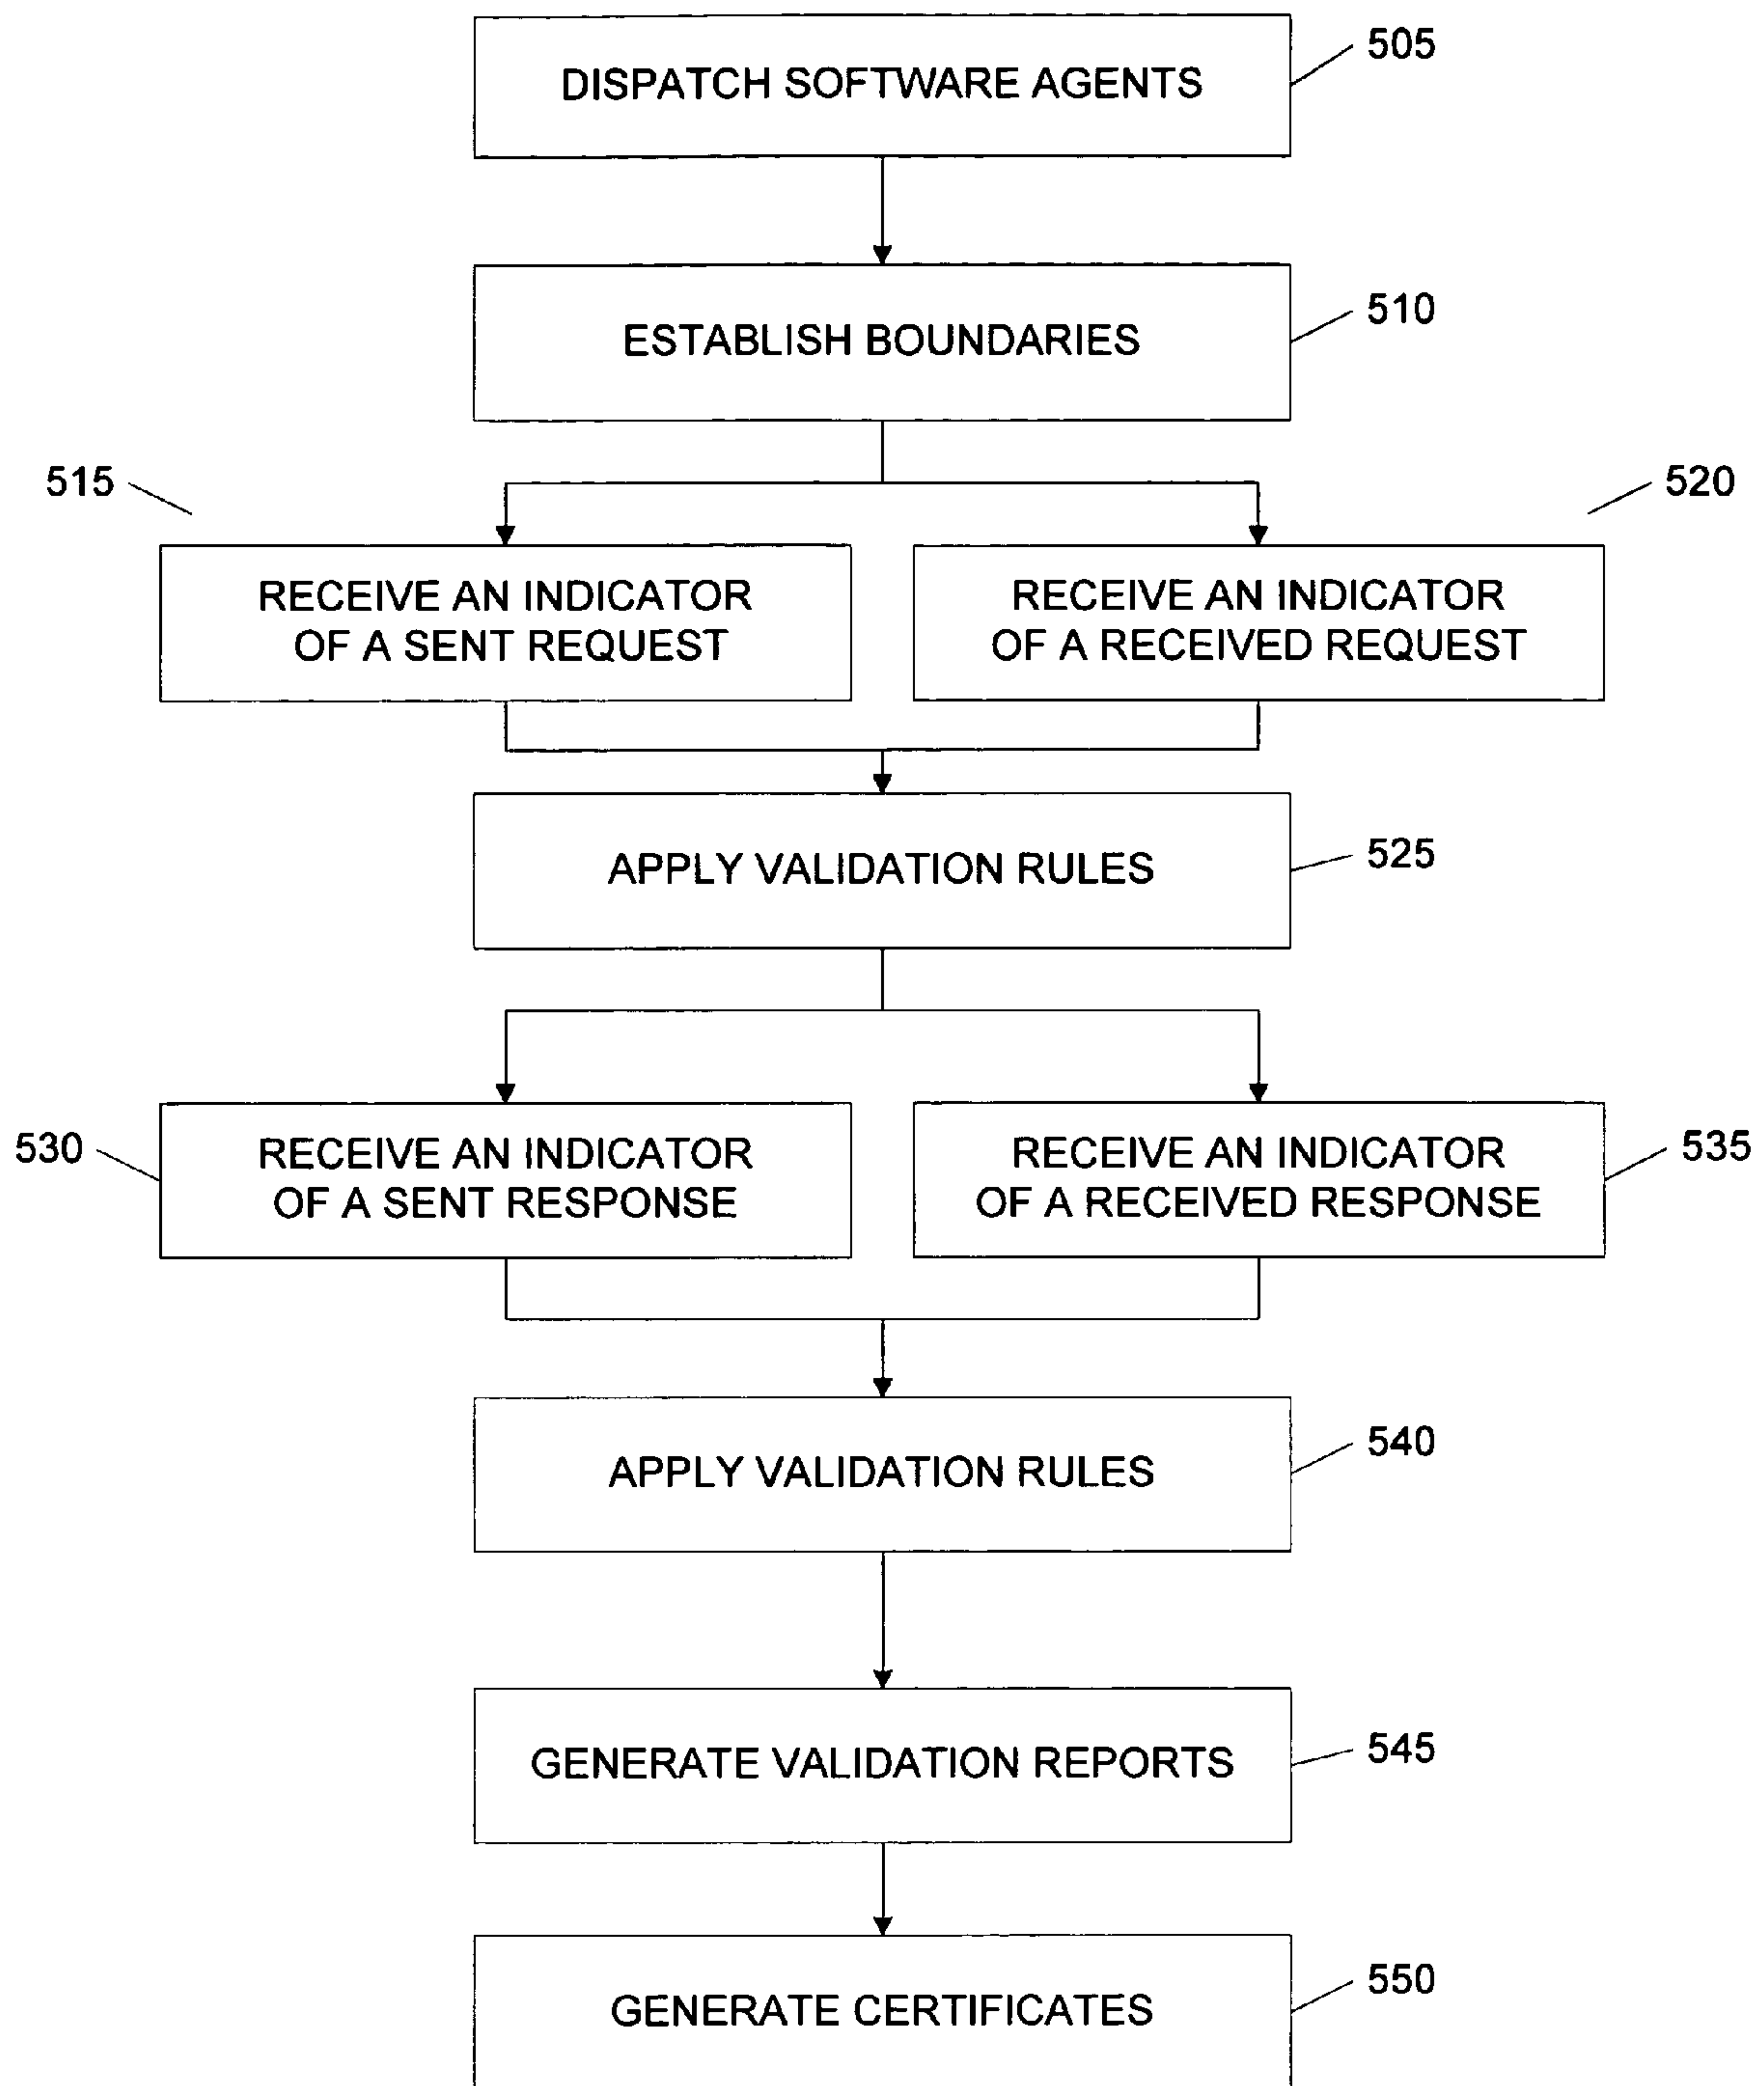 DISPATCH SOFTWARE AGENTS
505
ESTABLISH BOUNDARIES
510
515
520
RECEIVE AN INDICATOR
OF A SENT REQUEST
RECEIVE AN INDICATOR
OF A RECEIVED REQUEST
APPLY VALIDATION RULES
525
530
RECEIVE AN INDICATOR
OF A SENT RESPONSE
RECEIVE AN INDICATOR
OF A RECEIVED RESPONSE
535
APPLY VALIDATION RULES
540
GENERATE VALIDATION REPORTS
545
GENERATE CERTIFICATES
550